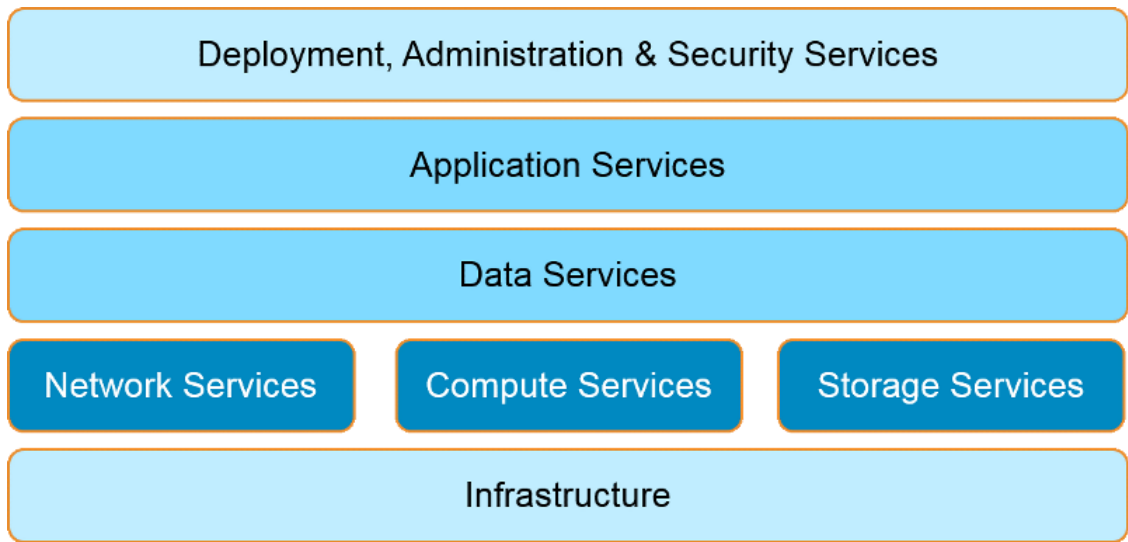 Deployment, Administration & Security Services
Application Services
Data Services
Network Services
Compute Services
Storage Services
Infrastructure